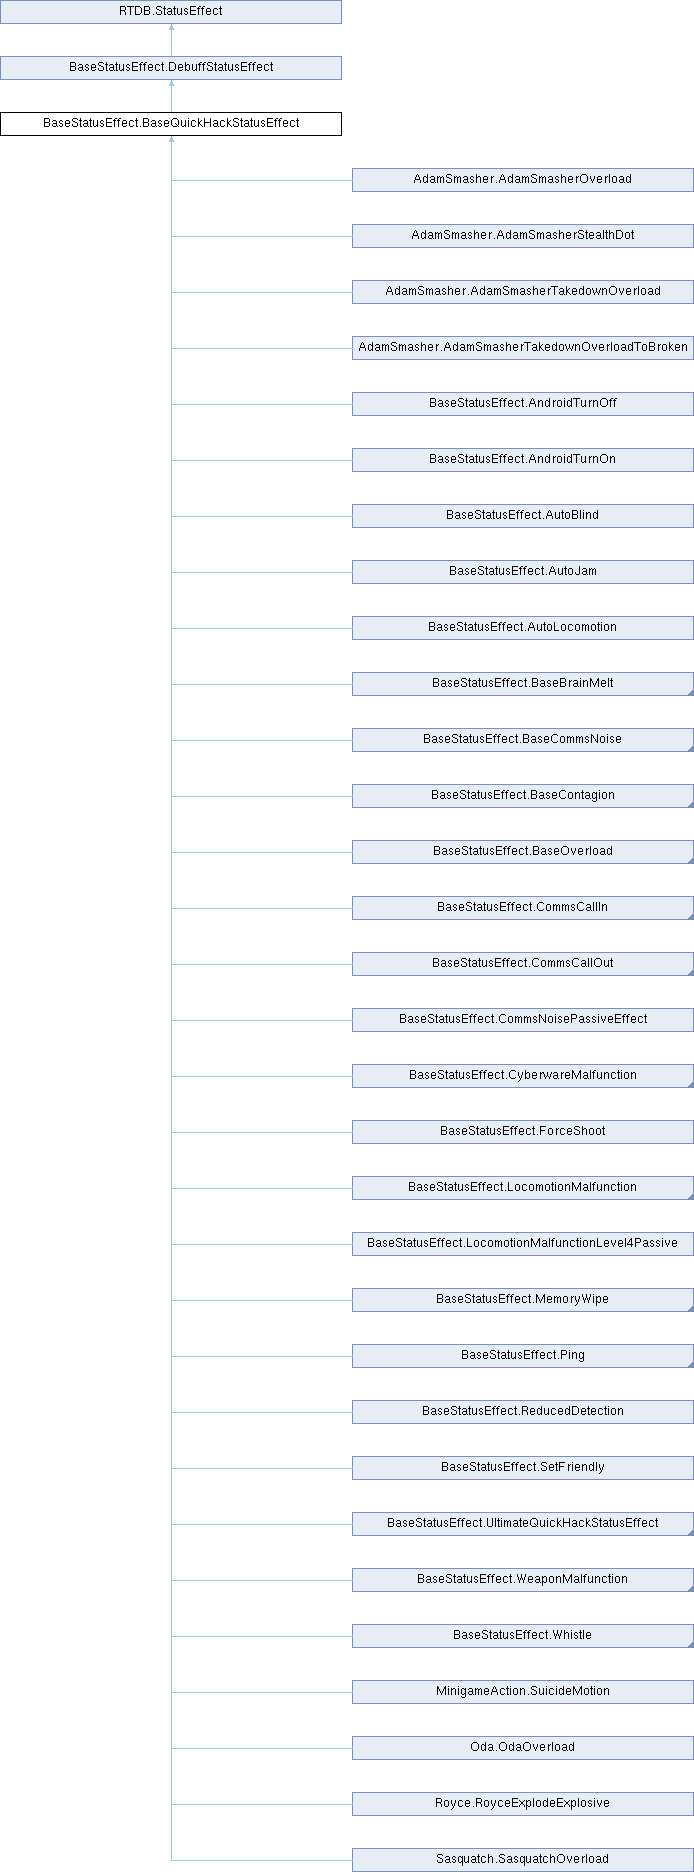 RTDB.StatusEffect
BaseStatusEffect.DebuffStatusEffect
BaseStatusEffect.BaseQuickHackStatusEffect
AdamSmasher.AdamSmasherOverload
AdamSmasher.AdamSmasherStealthDot
AdamSmasher.AdamSmasherTakedownOverload
AdamSmasher.AdamSmasherTakedownOverloadToBroken
BaseStatusEffect.AndroidTurnOff
BaseStatusEffect.AndroidTurnOn
BaseStatusEffect.AutoBlind
BaseStatusEffect.AutoJam
BaseStatusEffect.AutoLocomotion
BaseStatusEffect.BaseBrainMelt
BaseStatusEffect.BaseCommsNoise
BaseStatusEffect.BaseContagion
BaseStatusEffect.BaseOverload
BaseStatusEffect.CommsCallIn
BaseStatusEffect.CommsCallOut
BaseStatusEffect.CommsNoisePassiveEffect
BaseStatusEffect.CyberwareMalfunction
BaseStatusEffect.ForceShoot
BaseStatusEffect.LocomotionMalfunction
BaseStatusEffect.LocomotionMalfunctionLevel4Passive
BaseStatusEffect.MemoryWipe
BaseStatusEffect.Ping
BaseStatusEffect.ReducedDetection
BaseStatusEffect.SetFriendly
BaseStatusEffect.UltimateQuickHackStatusEffect
BaseStatusEffect.WeaponMalfunction
BaseStatusEffect.Whistle
MinigameAction.SuicideMotion
Oda.OdaOverload
Royce.RoyceExplodeExplosive
Sasquatch.SasquatchOverload